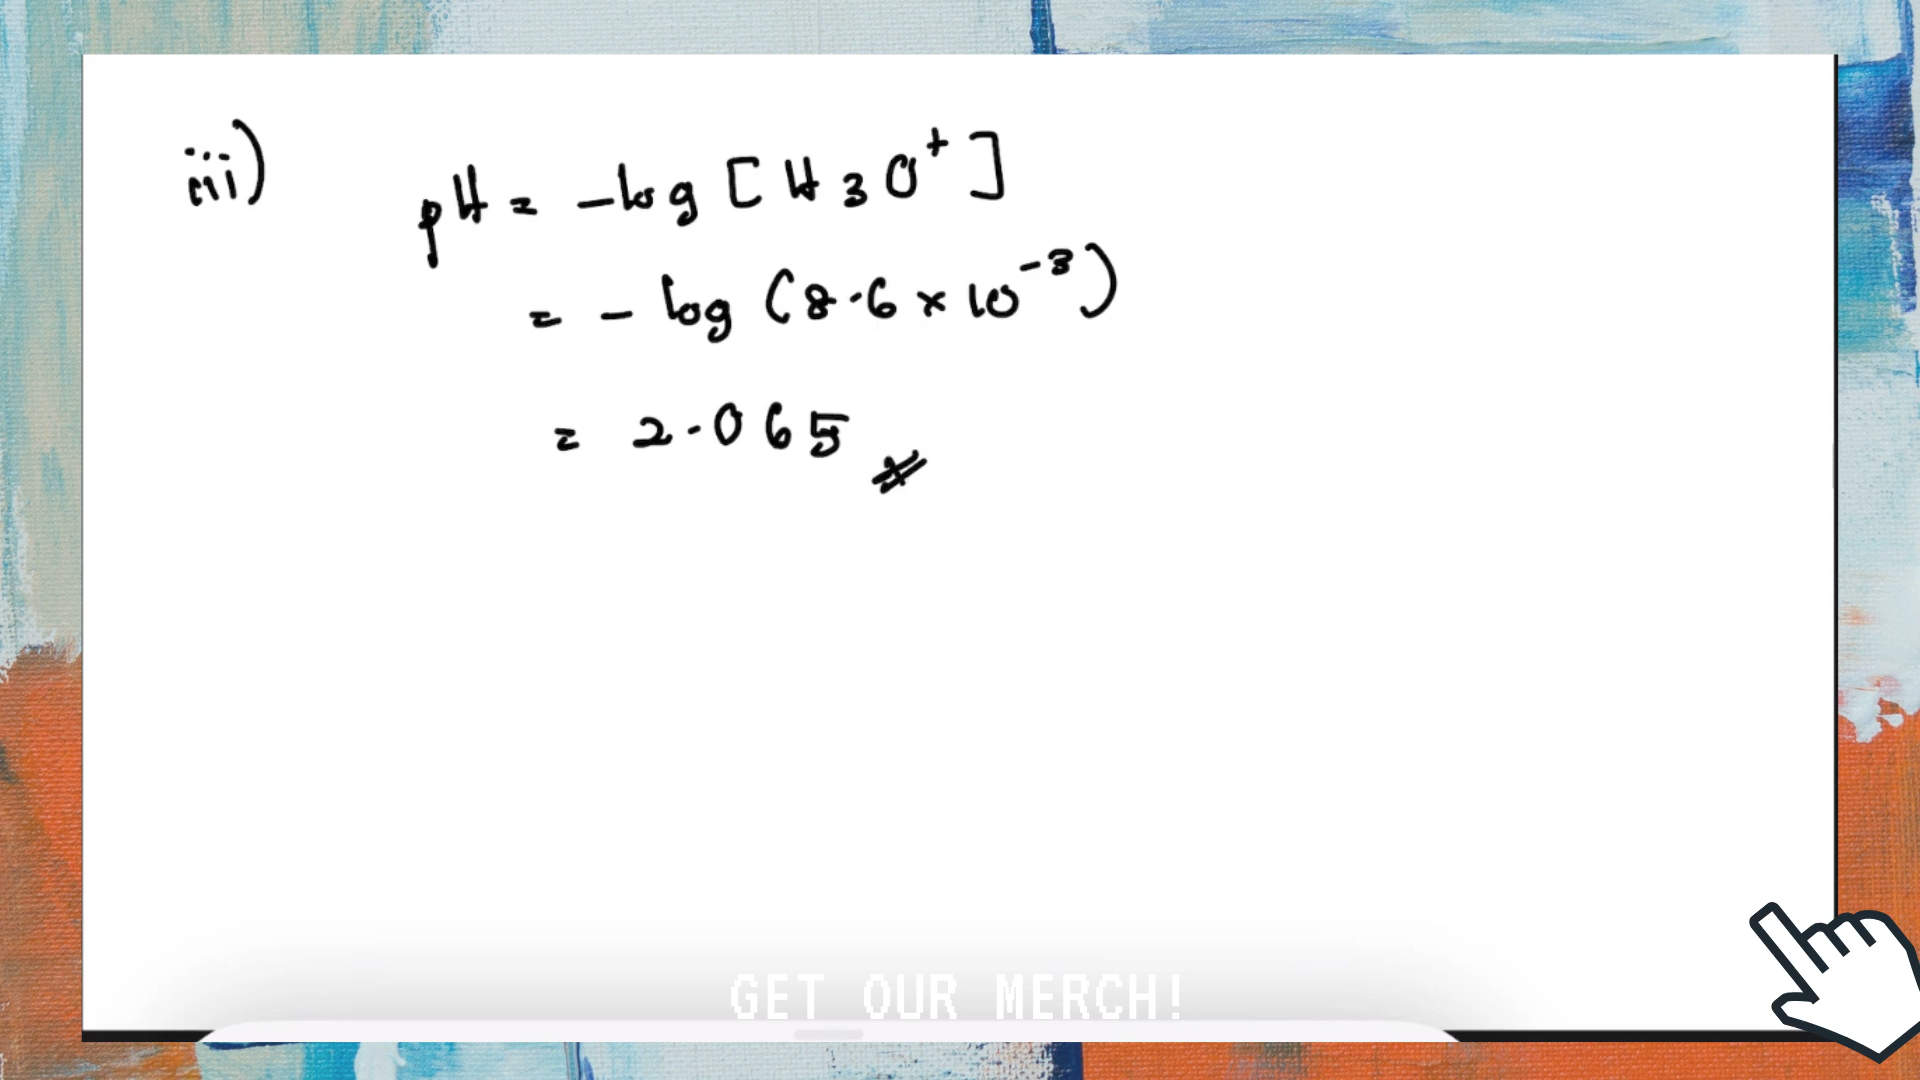 iii) pH = -log [H3O⁺]
= - log (8.6 × 10⁻³)
= 2.065
GET OUR MERCH!